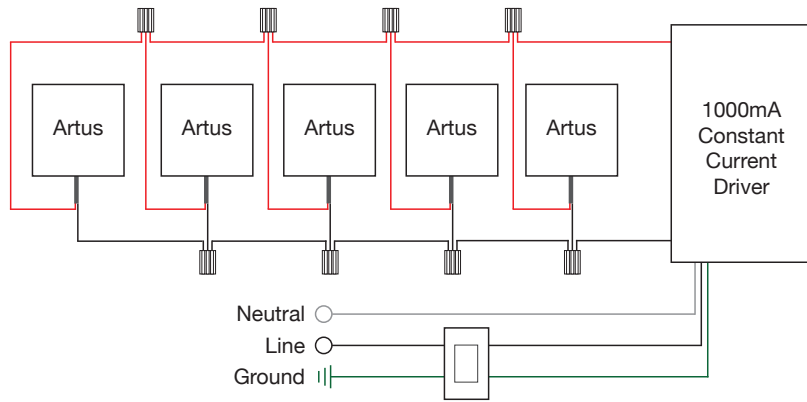 Artus
Artus
Artus
Artus
Artus
1000mA
Constant
Current
Driver
Neutral
Line
Ground